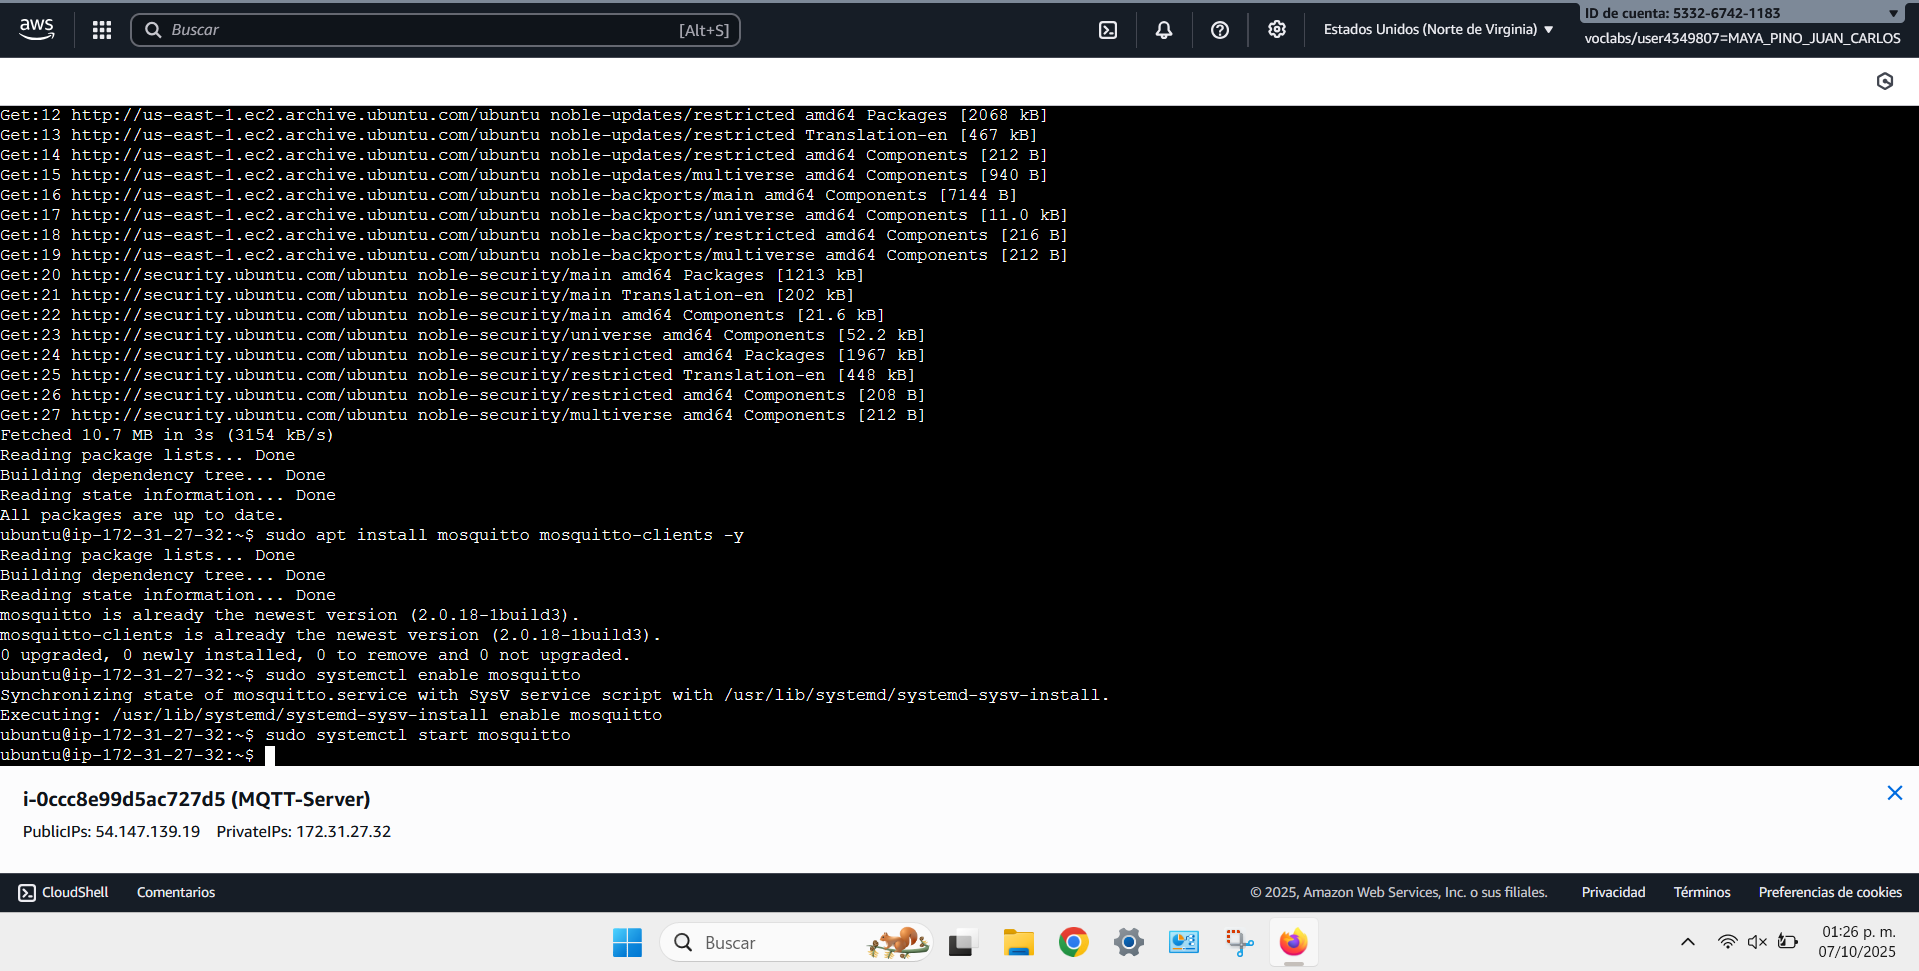 aws
Buscar
[Alt+S]
Estados Unidos (Norte de Virginia) ▼
ID de cuenta: 5332-6742-1183
voclabs/user4349807=MAYA_PINO_JUAN_CARLOS
Get:12 http://us-east-1.ec2.archive.ubuntu.com/ubuntu noble-updates/restricted amd64 Packages [2068 kB]
Get:13 http://us-east-1.ec2.archive.ubuntu.com/ubuntu noble-updates/restricted Translation-en [467 kB]
Get:14 http://us-east-1.ec2.archive.ubuntu.com/ubuntu noble-updates/restricted amd64 Components [212 B]
Get:15 http://us-east-1.ec2.archive.ubuntu.com/ubuntu noble-updates/multiverse amd64 Components [940 B]
Get:16 http://us-east-1.ec2.archive.ubuntu.com/ubuntu noble-backports/main amd64 Components [7144 B]
Get:17 http://us-east-1.ec2.archive.ubuntu.com/ubuntu noble-backports/universe amd64 Components [11.0 kB]
Get:18 http://us-east-1.ec2.archive.ubuntu.com/ubuntu noble-backports/restricted amd64 Components [216 B]
Get:19 http://us-east-1.ec2.archive.ubuntu.com/ubuntu noble-backports/multiverse amd64 Components [212 B]
Get:20 http://security.ubuntu.com/ubuntu noble-security/main amd64 Packages [1213 kB]
Get:21 http://security.ubuntu.com/ubuntu noble-security/main Translation-en [202 kB]
Get:22 http://security.ubuntu.com/ubuntu noble-security/main amd64 Components [21.6 kB]
Get:23 http://security.ubuntu.com/ubuntu noble-security/universe amd64 Components [52.2 kB]
Get:24 http://security.ubuntu.com/ubuntu noble-security/restricted amd64 Packages [1967 kB]
Get:25 http://security.ubuntu.com/ubuntu noble-security/restricted Translation-en [448 kB]
Get:26 http://security.ubuntu.com/ubuntu noble-security/restricted amd64 Components [208 B]
Get:27 http://security.ubuntu.com/ubuntu noble-security/multiverse amd64 Components [212 B]
Fetched 10.7 MB in 3s (3154 kB/s)
Reading package lists... Done
Building dependency tree... Done
Reading state information... Done
All packages are up to date.
ubuntu@ip-172-31-27-32:~$ sudo apt install mosquitto mosquitto-clients -y
Reading package lists... Done
Building dependency tree... Done
Reading state information... Done
mosquitto is already the newest version (2.0.18-1build3).
mosquitto-clients is already the newest version (2.0.18-1build3).
0 upgraded, 0 newly installed, 0 to remove and 0 not upgraded.
ubuntu@ip-172-31-27-32:~$ sudo systemctl enable mosquitto
Synchronizing state of mosquitto.service with SysV service script with /usr/lib/systemd/systemd-sysv-install.
Executing: /usr/lib/systemd/systemd-sysv-install enable mosquitto
ubuntu@ip-172-31-27-32:~$ sudo systemctl start mosquitto
ubuntu@ip-172-31-27-32:~$
i-0ccc8e99d5ac727d5 (MQTT-Server)
PublicIPs: 54.147.139.19 PrivateIPs: 172.31.27.32
CloudShell
Comentarios
© 2025, Amazon Web Services, Inc. o sus filiales.
Privacidad
Términos
Preferencias de cookies
Buscar
01:26 p. m.
07/10/2025